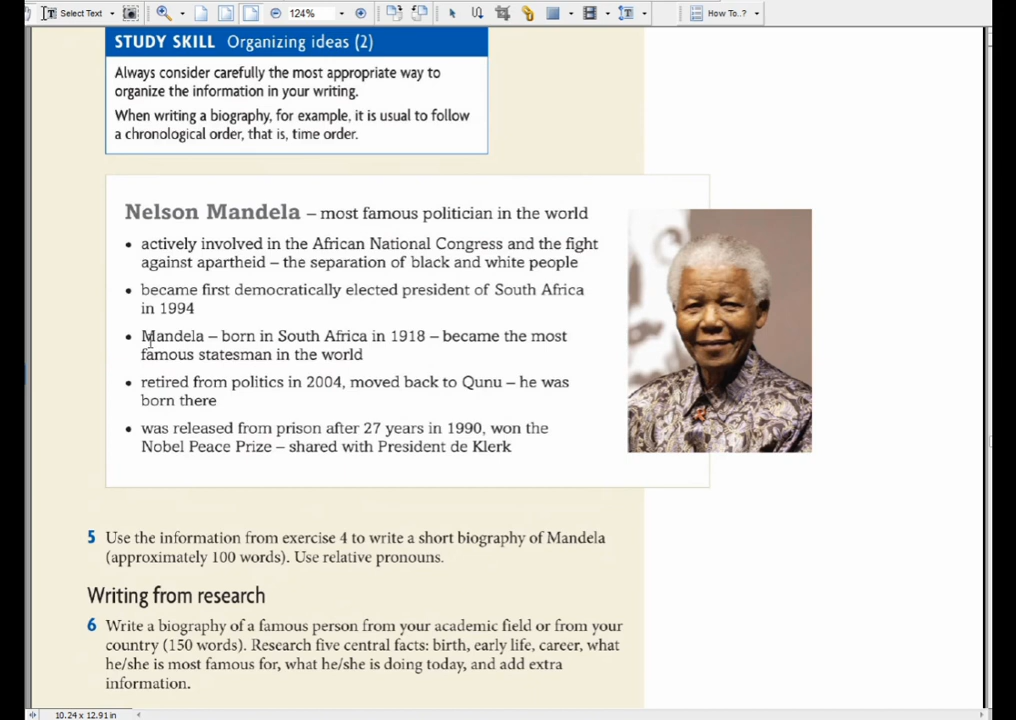 Select Text
124%
How To..?
STUDY SKILL Organizing ideas (2)
Always consider carefully the most appropriate way to
organize the information in your writing.
When writing a biography, for example, it is usual to follow
a chronological order, that is, time order.
Nelson Mandela – most famous politician in the world
• actively involved in the African National Congress and the fight
against apartheid – the separation of black and white people
• became first democratically elected president of South Africa
in 1994
• Mandela – born in South Africa in 1918 – became the most
famous statesman in the world
• retired from politics in 2004, moved back to Qunu – he was
born there
• was released from prison after 27 years in 1990, won the
Nobel Peace Prize – shared with President de Klerk
5 Use the information from exercise 4 to write a short biography of Mandela
(approximately 100 words). Use relative pronouns.
Writing from research
6 Write a biography of a famous person from your academic field or from your
country (150 words). Research five central facts: birth, early life, career, what
he/she is most famous for, what he/she is doing today, and add extra
information.
10.24 x 12.91 in